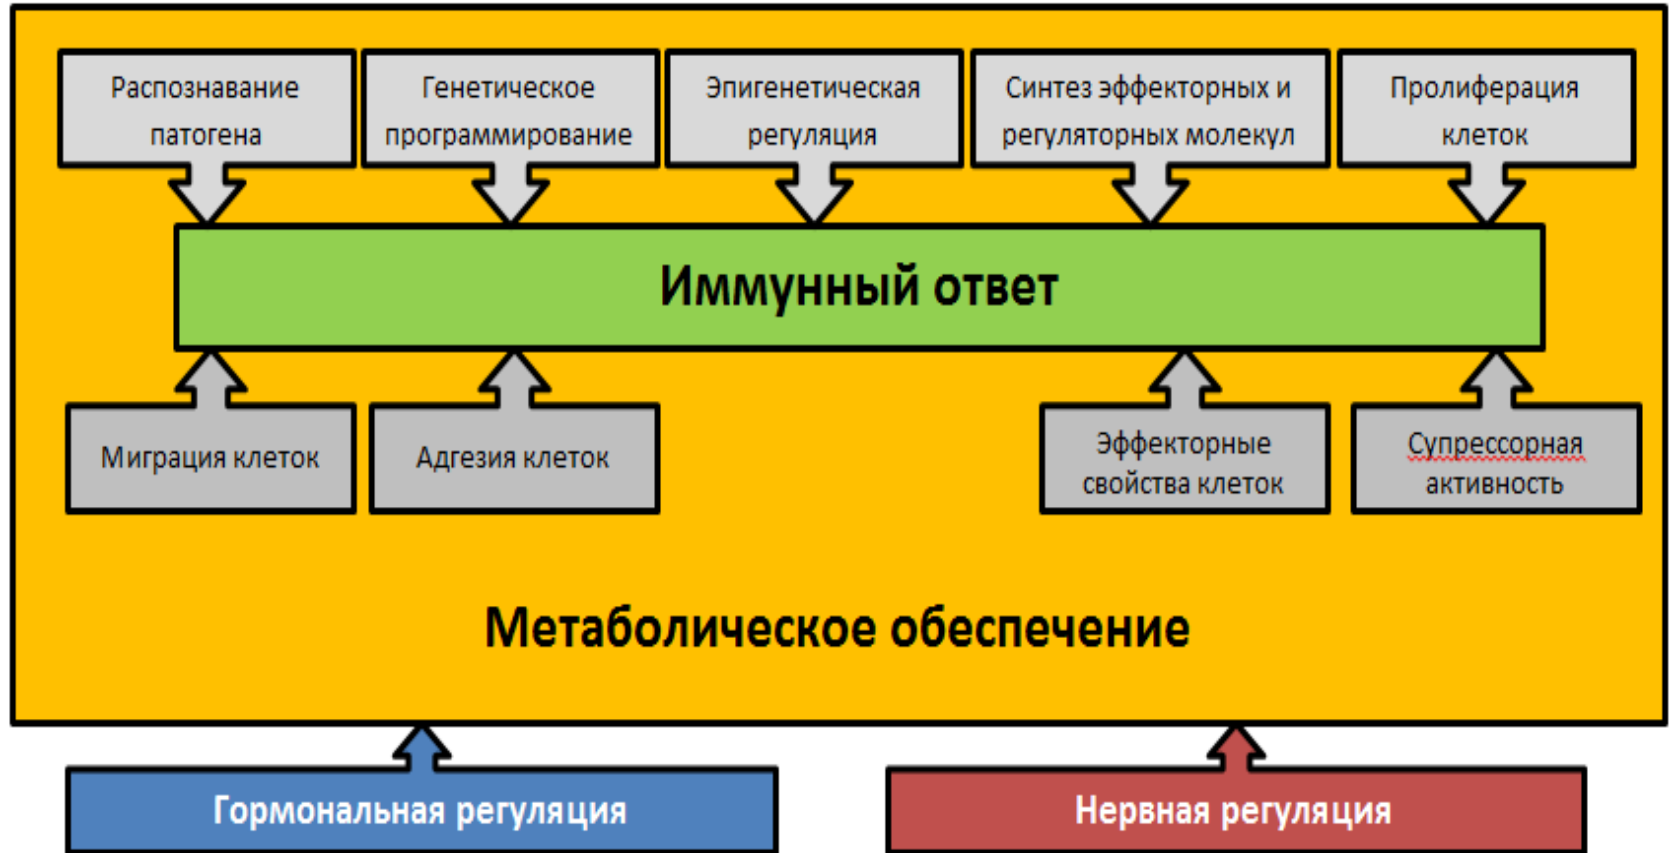 Распознавание
патогена
Генетическое
программирование
Эпигенетическая
регуляция
Синтез эффекторных и
регуляторных молекул
Пролиферация
клеток
Иммунный ответ
Миграция клеток
Адгезия клеток
Эффекторные
свойства клеток
Супрессорная
активность
Метаболическое обеспечение
Гормональная регуляция
Нервная регуляция